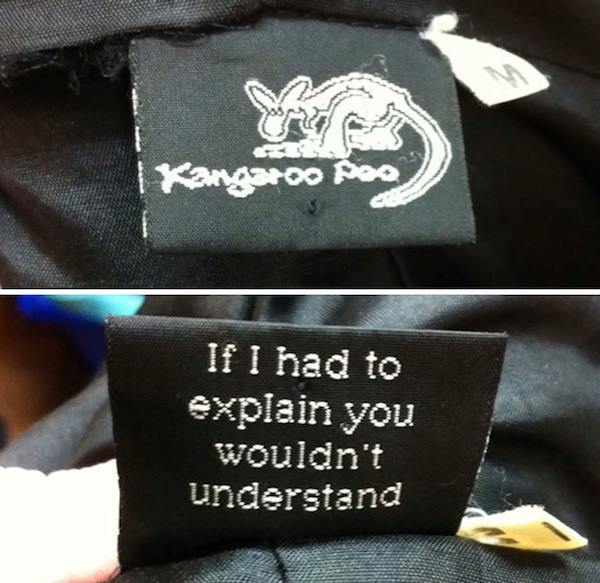 M
Kangaroo Poo
If I had to
explain you
wouldn't
understand